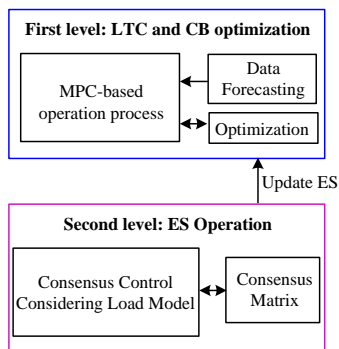 First level: LTC and CB optimization
MPC-based
operation process
Data
Forecasting
Optimization
Update ES
Second level: ES Operation
Consensus Control
Considering Load Model
Consensus
Matrix